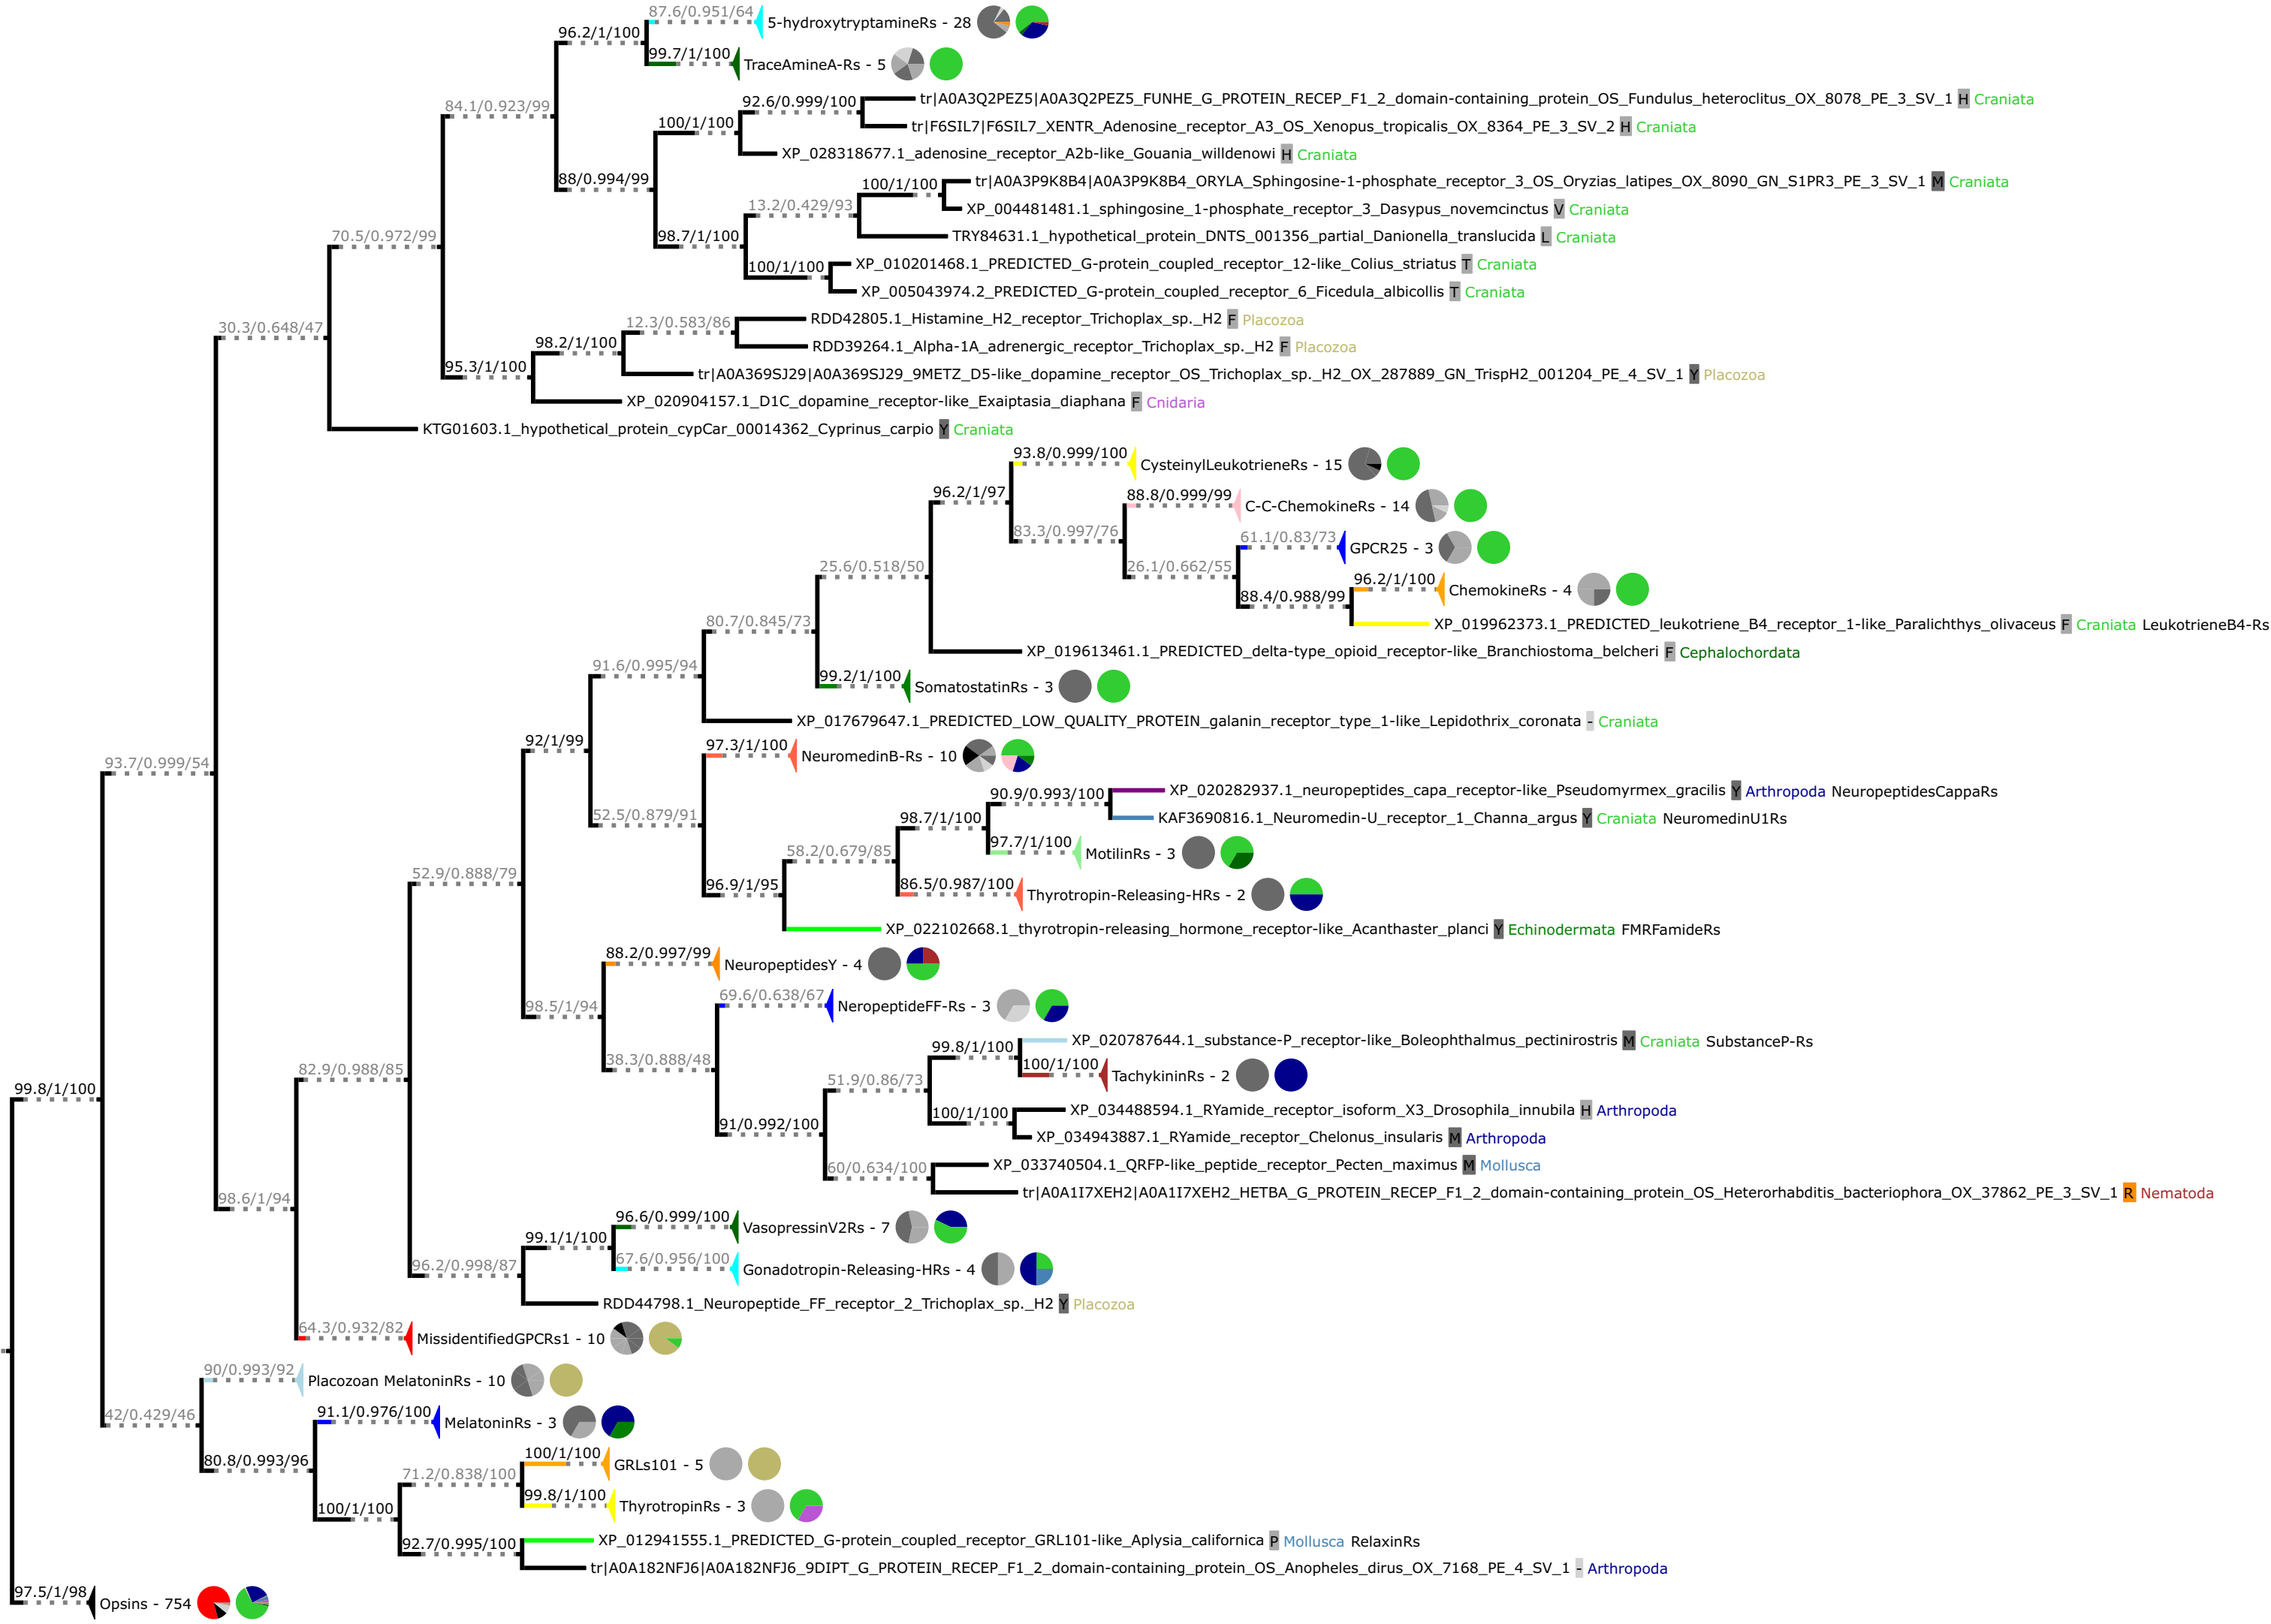 87.6/0.951/64
5-hydroxytryptamineRs - 28
96.2/1/100
99.7/1/100
TraceAmineA-Rs - 5
84.1/0.923/99
92.6/0.999/100
tr|A0A3Q2PEZ5|A0A3Q2PEZ5_FUNHE_G_PROTEIN_RECEP_F1_2_domain-containing_protein_OS_Fundulus_heteroclitus_OX_8078_PE_3_SV_1 H Craniata
100/1/100
tr|F6SIL7|F6SIL7_XENTR_Adenosine_receptor_A3_OS_Xenopus_tropicalis_OX_8364_PE_3_SV_2 H Craniata
XP_028318677.1_adenosine_receptor_A2b-like_Gouania_willdenowi H Craniata
88/0.994/99
100/1/100
tr|A0A3P9K8B4|A0A3P9K8B4_ORYLA_Sphingosine-1-phosphate_receptor_3_OS_Oryzias_latipes_OX_8090_GN_S1PR3_PE_3_SV_1 M Craniata
13.2/0.429/93
XP_004481481.1_sphingosine_1-phosphate_receptor_3_Dasypus_novemcinctus V Craniata
70.5/0.972/99
98.7/1/100
TRY84631.1_hypothetical_protein_DNTS_001356_partial_Danionella_translucida L Craniata
100/1/100
XP_010201468.1_PREDICTED_G-protein_coupled_receptor_12-like_Colius_striatus T Craniata
XP_005043974.2_PREDICTED_G-protein_coupled_receptor_6_Ficedula_albicollis T Craniata
30.3/0.648/47
12.3/0.583/86
RDD42805.1_Histamine_H2_receptor_Trichoplax_sp._H2 F Placozoa
98.2/1/100
RDD39264.1_Alpha-1A_adrenergic_receptor_Trichoplax_sp._H2 F Placozoa
95.3/1/100
tr|A0A369SJ29|A0A369SJ29_9METZ_D5-like_dopamine_receptor_OS_Trichoplax_sp._H2_OX_287889_GN_TrispH2_001204_PE_4_SV_1 Y Placozoa
XP_020904157.1_D1C_dopamine_receptor-like_Exaiptasia_diaphana F Cnidaria
KTG01603.1_hypothetical_protein_cypCar_00014362_Cyprinus_carpio Y Craniata
93.8/0.999/100
CysteinylLeukotrieneRs - 15
96.2/1/97
88.8/0.999/99
C-C-ChemokineRs - 14
83.3/0.997/76
61.1/0.83/73
GPCR25 - 3
25.6/0.518/50
26.1/0.662/55
96.2/1/100
ChemokineRs - 4
88.4/0.988/99
XP_019962373.1_PREDICTED_leukotriene_B4_receptor_1-like_Paralichthys_olivaceus F Craniata LeukotrieneB4-Rs
80.7/0.845/73
XP_019613461.1_PREDICTED_delta-type_opioid_receptor-like_Branchiostoma_belcheri F Cephalochordata
91.6/0.995/94
99.2/1/100
SomatostatinRs - 3
XP_017679647.1_PREDICTED_LOW_QUALITY_PROTEIN_galanin_receptor_type_1-like_Lepidothrix_coronata - Craniata
92/1/99
97.3/1/100
NeuromedinB-Rs - 10
93.7/0.999/54
90.9/0.993/100
XP_020282937.1_neuropeptides_capa_receptor-like_Pseudomyrmex_gracilis Y Arthropoda NeuropeptidesCappaRs
52.5/0.879/91
98.7/1/100
KAF3690816.1_Neuromedin-U_receptor_1_Channa_argus Y Craniata NeuromedinU1Rs
97.7/1/100
MotilinRs - 3
58.2/0.679/85
52.9/0.888/79
96.9/1/95
86.5/0.987/100
Thyrotropin-Releasing-HRs - 2
XP_022102668.1_thyrotropin-releasing_hormone_receptor-like_Acanthaster_planci Y Echinodermata FMRFamideRs
88.2/0.997/99
NeuropeptidesY - 4
98.5/1/94
69.6/0.638/67
NeropeptideFF-Rs - 3
38.3/0.888/48
99.8/1/100
XP_020787644.1_substance-P_receptor-like_Boleophthalmus_pectinirostris M Craniata SubstanceP-Rs
82.9/0.988/85
51.9/0.86/73
100/1/100
TachykininRs - 2
99.8/1/100
100/1/100
XP_034488594.1_RYamide_receptor_isoform_X3_Drosophila_innubila H Arthropoda
91/0.992/100
XP_034943887.1_RYamide_receptor_Chelonus_insularis M Arthropoda
60/0.634/100
XP_033740504.1_QRFP-like_peptide_receptor_Pecten_maximus M Mollusca
tr|A0A1I7XEH2|A0A1I7XEH2_HETBA_G_PROTEIN_RECEP_F1_2_domain-containing_protein_OS_Heterorhabditis_bacteriophora_OX_37862_PE_3_SV_1 R Nematoda
98.6/1/94
96.6/0.999/100
VasopressinV2Rs - 7
99.1/1/100
67.6/0.956/100
Gonadotropin-Releasing-HRs - 4
96.2/0.998/87
RDD44798.1_Neuropeptide_FF_receptor_2_Trichoplax_sp._H2 Y Placozoa
64.3/0.932/82
MissidentifiedGPCRs1 - 10
90/0.993/92
Placozoan MelatoninRs - 10
42/0.429/46
91.1/0.976/100
MelatoninRs - 3
80.8/0.993/96
100/1/100
GRLs101 - 5
71.2/0.838/100
99.8/1/100
ThyrotropinRs - 3
100/1/100
92.7/0.995/100
XP_012941555.1_PREDICTED_G-protein_coupled_receptor_GRL101-like_Aplysia_californica P Mollusca RelaxinRs
tr|A0A182NFJ6|A0A182NFJ6_9DIPT_G_PROTEIN_RECEP_F1_2_domain-containing_protein_OS_Anopheles_dirus_OX_7168_PE_4_SV_1 - Arthropoda
97.5/1/98
Opsins - 754